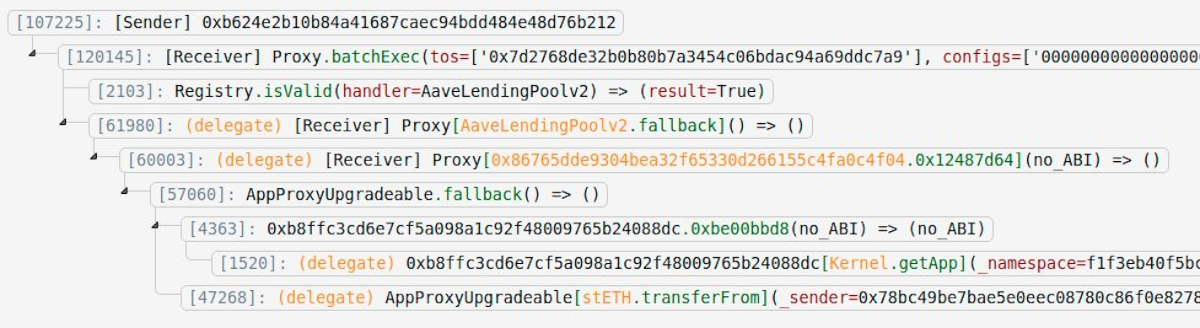 [107225]: [Sender] 0xb624e2b10b84a41687caec94bdd484e48d76b212
[120145]: [Receiver] Proxy.batchExec(tos=['0x7d2768de32b0b80b7a3454c06bdac94a69ddc7a9'], configs=['0000000000000000
[2103]: Registry.isValid(handler=AaveLendingPoolv2) => (result=True)
[61980]: (delegate) [Receiver] Proxy[AaveLendingPoolv2.fallback]() => ()
[60003]: (delegate) [Receiver] Proxy[0x86765dde9304bea32f65330d266155c4fa0c4f04.0x12487d64](no_ABI) => ()
[57060]: AppProxyUpgradeable.fallback() => ()
[4363]: 0xb8ffc3cd6e7cf5a098a1c92f48009765b24088dc.0xbe00bbd8(no_ABI) => (no_ABI)
[1520]: (delegate) 0xb8ffc3cd6e7cf5a098a1c92f48009765b24088dc[Kernel.getApp](_namespace=f1f3eb40f5bc
[47268]: (delegate) AppProxyUpgradeable[stETH.transferFrom](_sender=0x78bc49be7bae5e0eec08780c86f0e8278